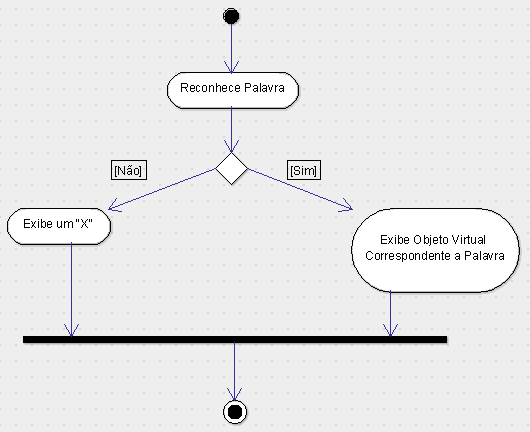 Reconhece Palavra
[Não]
[Sim]
Exibe um "X"
Exibe Objeto Virtual
Correspondente a Palavra